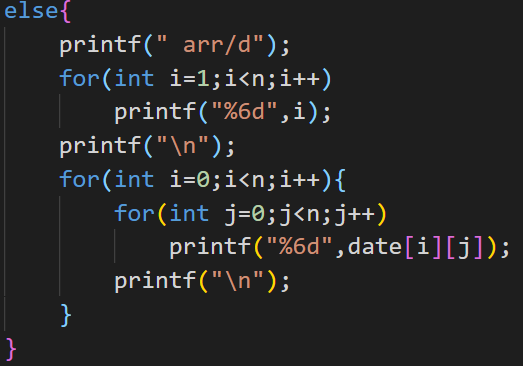 else{
    printf(" arr/d");
    for(int i=1;i<n;i++)
        printf("%6d",i);
    printf("\n");
    for(int i=0;i<n;i++){
        for(int j=0;j<n;j++)
            printf("%6d",date[i][j]);
        printf("\n");
    }
}